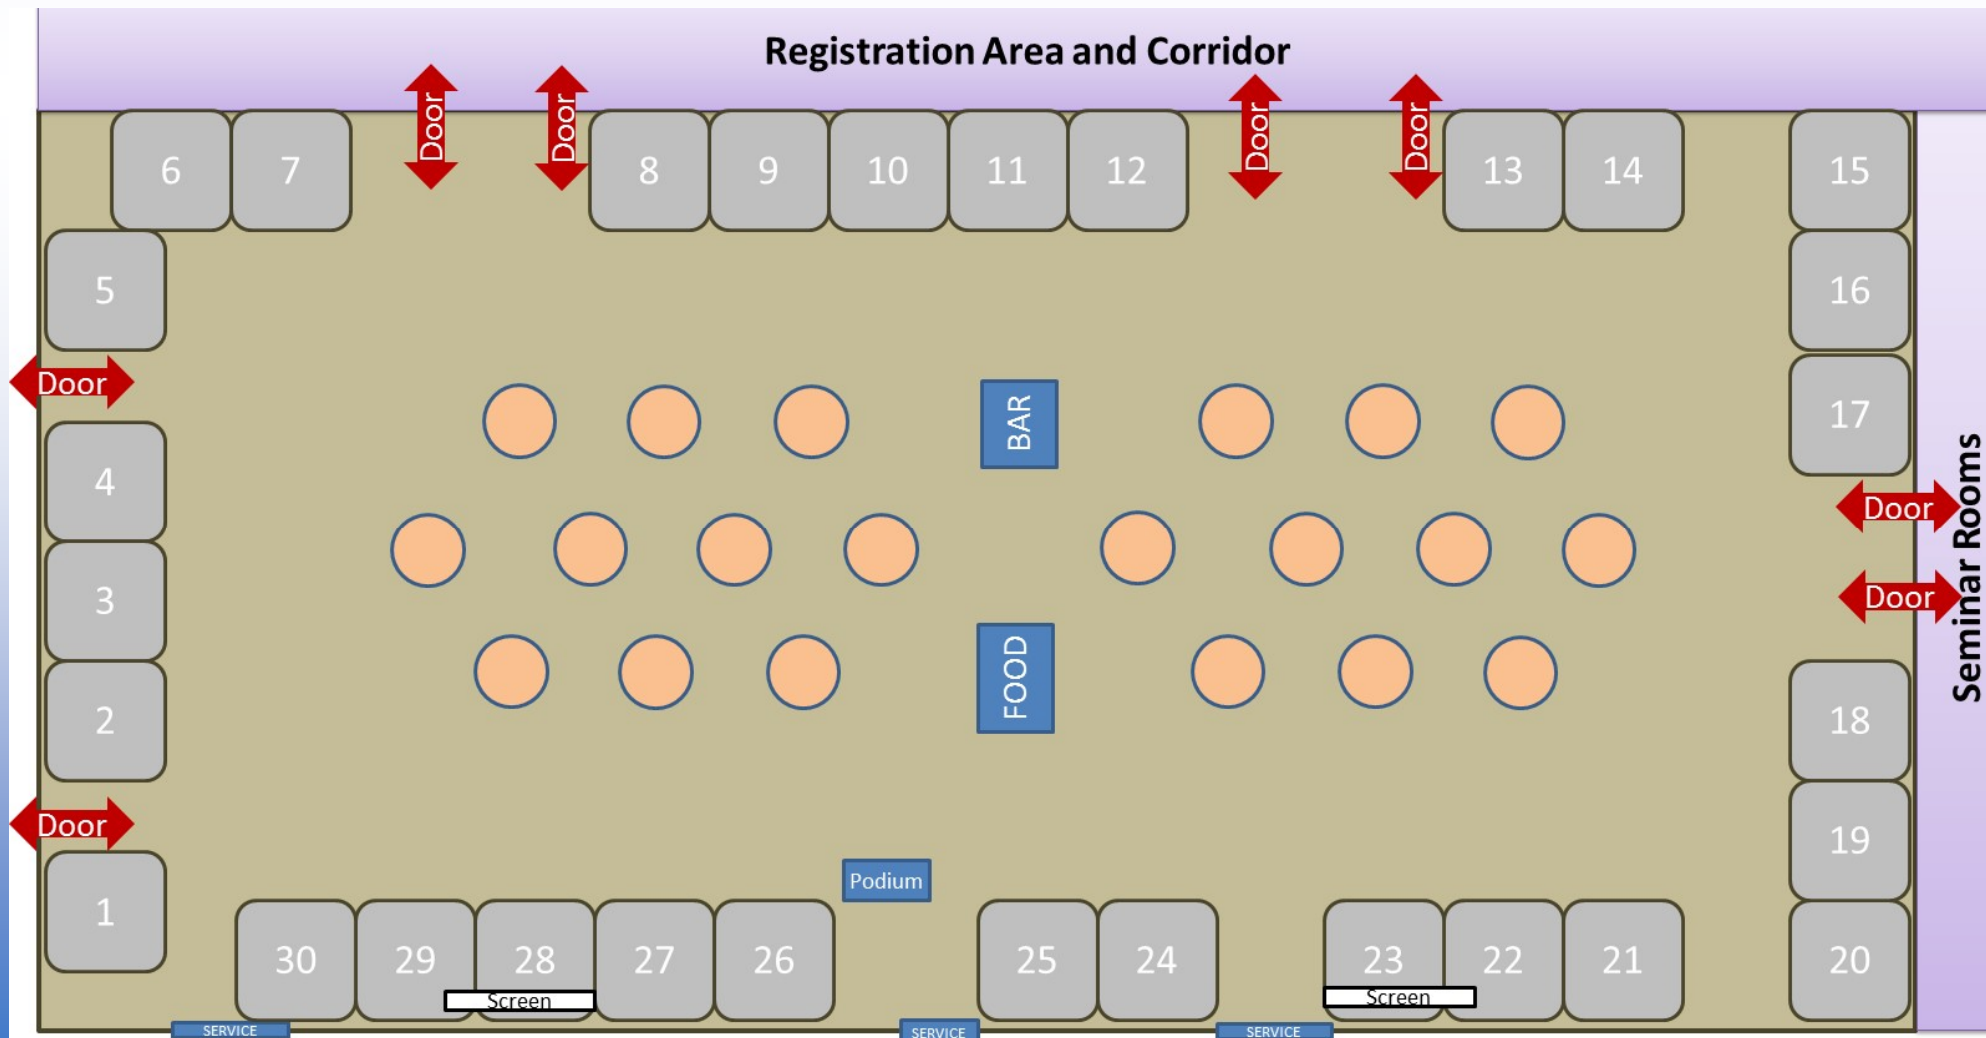 Registration Area and Corridor
Door
Door
Door
Door
6
7
8
9
10
11
12
13
14
15
5
16
Door
BAR
17
4
Door
Seminar Rooms
3
Door
2
FOOD
18
Door
19
1
Podium
30
29
28
27
26
25
24
23
22
21
20
Screen
Screen
SERVICE
SERVICE
SERVICE